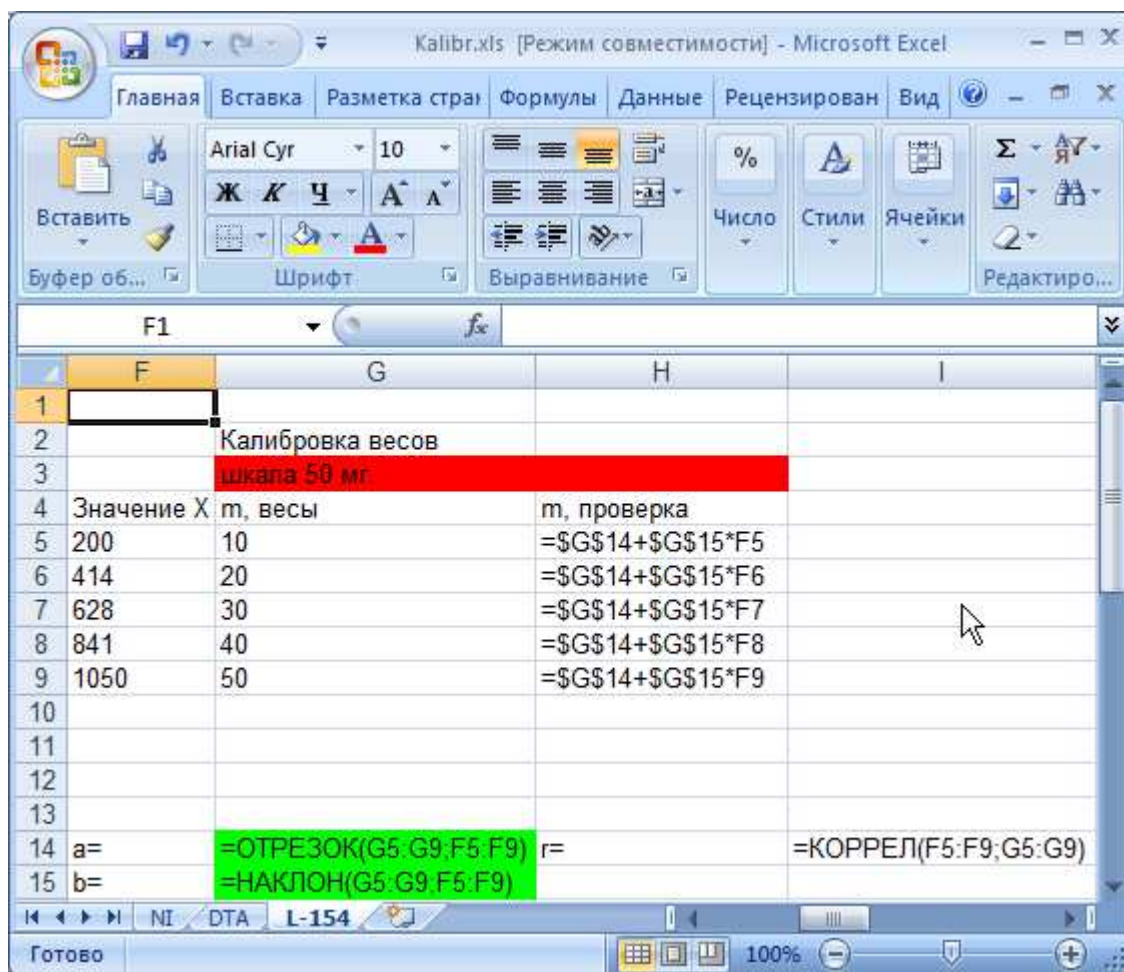 Kalibr.xls [Режим совместимости] - Microsoft Excel
Главная Вставка Разметка стран Формулы Данные Рецензирован Вид
Вставить
Буфер об...
Arial Cyr 10
Ж К Ч А А
А
Шрифт
Выравнивание
%
Число
А
Стили
Ячейки
Σ АЯ
Редактиро...
F1 fx
F G H I
1
2 Калибровка весов
3 шкала 50 мг
4 Значение X m, весы m, проверка
5 200 10 =$G$14+$G$15*F5
6 414 20 =$G$14+$G$15*F6
7 628 30 =$G$14+$G$15*F7
8 841 40 =$G$14+$G$15*F8
9 1050 50 =$G$14+$G$15*F9
10
11
12
13
14 a= =ОТРЕЗОК(G5:G9;F5:F9) r= =КОРРЕЛ(F5:F9;G5:G9)
15 b= =НАКЛОН(G5:G9;F5:F9)
NI DTA L-154
Готово 100%